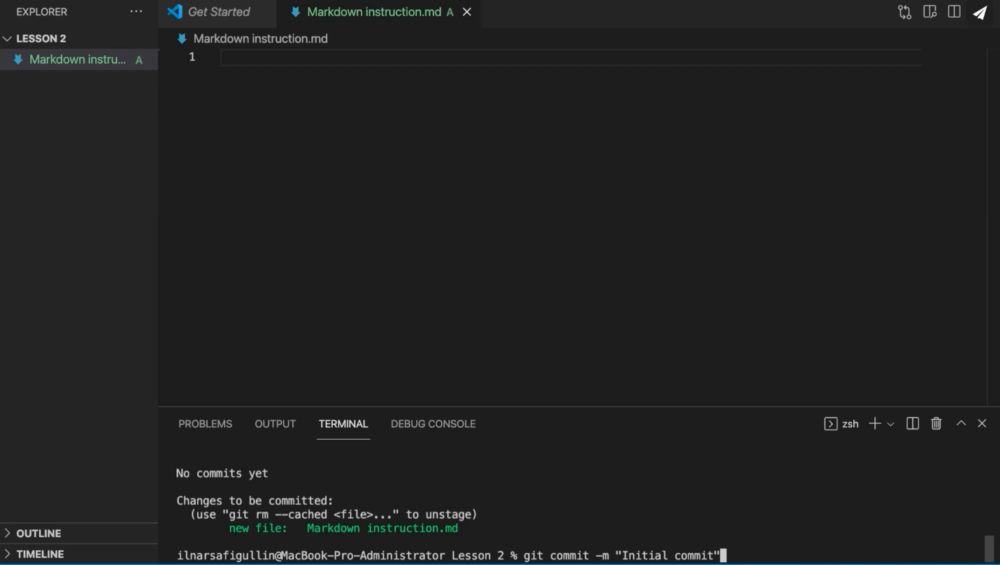 EXPLORER
Get Started
Markdown instruction.md A
LESSON 2
Markdown instru... A
Markdown instruction.md
1
PROBLEMS OUTPUT TERMINAL DEBUG CONSOLE
zsh
No commits yet
Changes to be committed:
(use "git rm --cached <file>..." to unstage)
new file: Markdown instruction.md
ilnarsafigullin@MacBook-Pro-Administrator Lesson 2 % git commit -m "Initial commit"
OUTLINE
TIMELINE